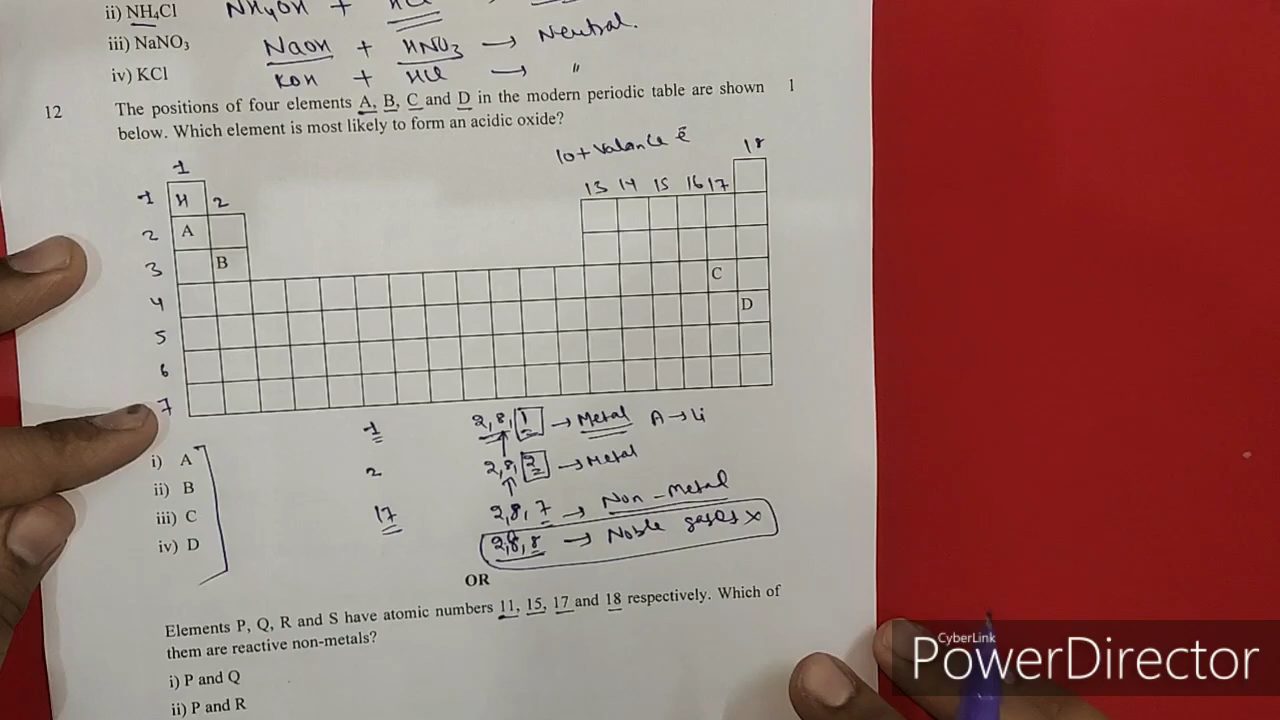 ii) NH₄Cl NH4OH +
iii) NaNO₃ NaOH + HNO3 → Neutral.
iv) KCl KOH + HCl → "
12 The positions of four elements A, B, C and D in the modern periodic table are shown 1
below. Which element is most likely to form an acidic oxide?
10+Valance e̅
1 18
13 14 15 16 17
1 H 2
2 A
3 B C
4 D
5
6
7
1 2,8,1 → Metal A → Li
i) A
2 2,8,2 → Metal
ii) B
17 2,8,7 → Non-Metal
iii) C
2,8,8 → Noble gases x
iv) D
OR
Elements P, Q, R and S have atomic numbers 11, 15, 17 and 18 respectively. Which of
them are reactive non-metals?
i) P and Q
ii) P and R
CyberLink
PowerDirector